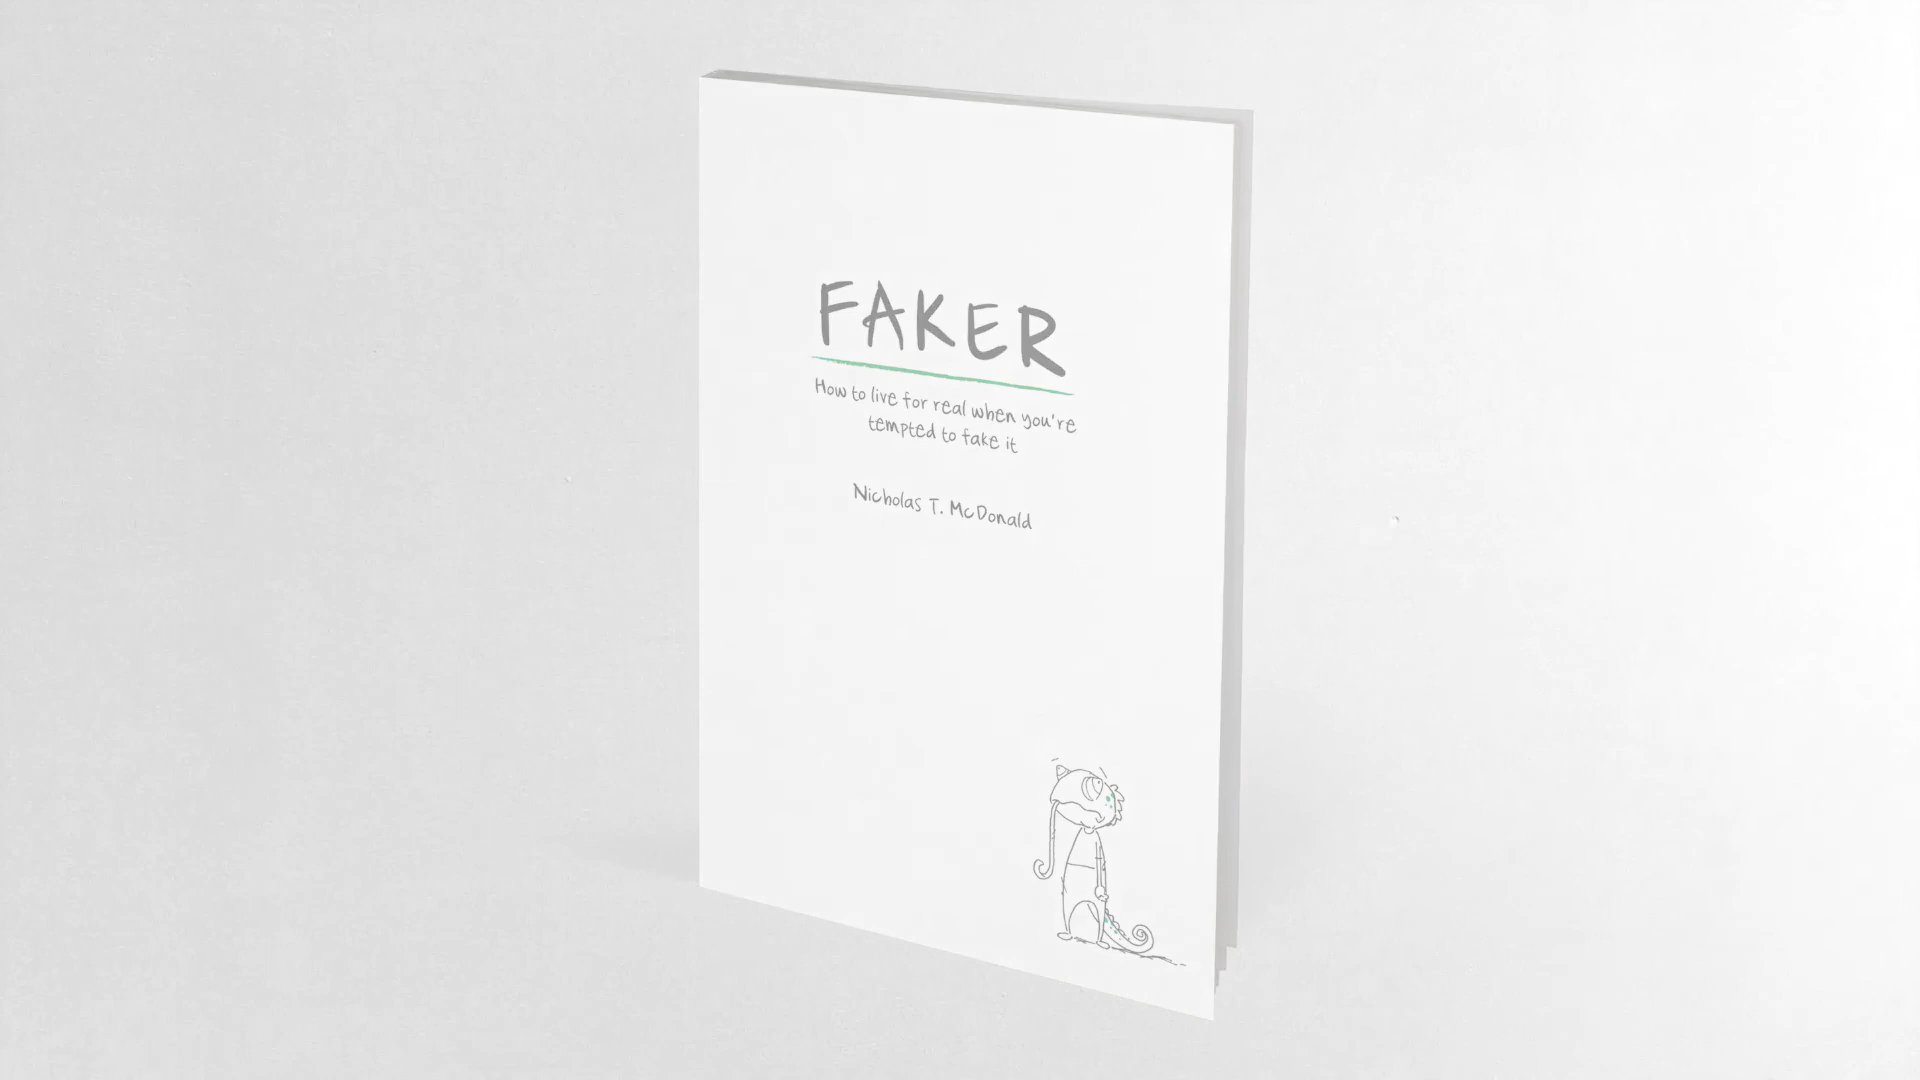 FAKER
How to live for real when you're
tempted to fake it
Nicholas T. McDonald